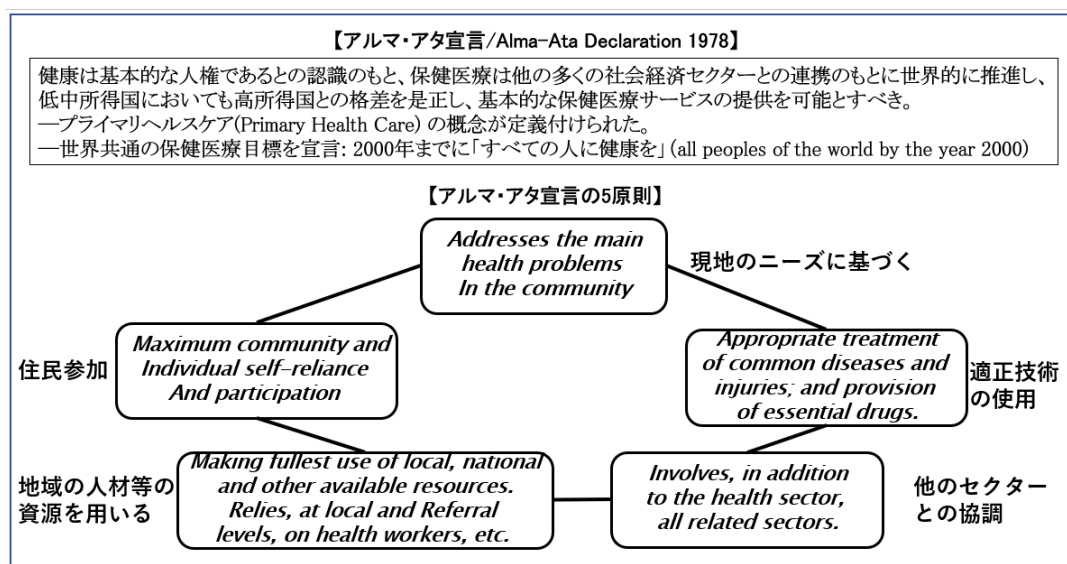 【アルマ・アタ宣言/Alma-Ata Declaration 1978】
健康は基本的な人権であるとの認識のもと、保健医療は他の多くの社会経済セクターとの連携のもとに世界的に推進し、
低中所得国においても高所得国との格差を是正し、基本的な保健医療サービスの提供を可能とすべき。
―プライマリヘルスケア(Primary Health Care) の概念が定義付けられた。
―世界共通の保健医療目標を宣言: 2000年までに「すべての人に健康を」(all peoples of the world by the year 2000)
【アルマ・アタ宣言の5原則】
Addresses the main
health problems
In the community
現地のニーズに基づく
住民参加
Maximum community and
Individual self-reliance
And participation
Appropriate treatment
of common diseases and
injuries; and provision
of essential drugs.
適正技術
の使用
地域の人材等の
資源を用いる
Making fullest use of local, national
and other available resources.
Relies, at local and Referral
levels, on health workers, etc.
Involves, in addition
to the health sector,
all related sectors.
他のセクター
との協調